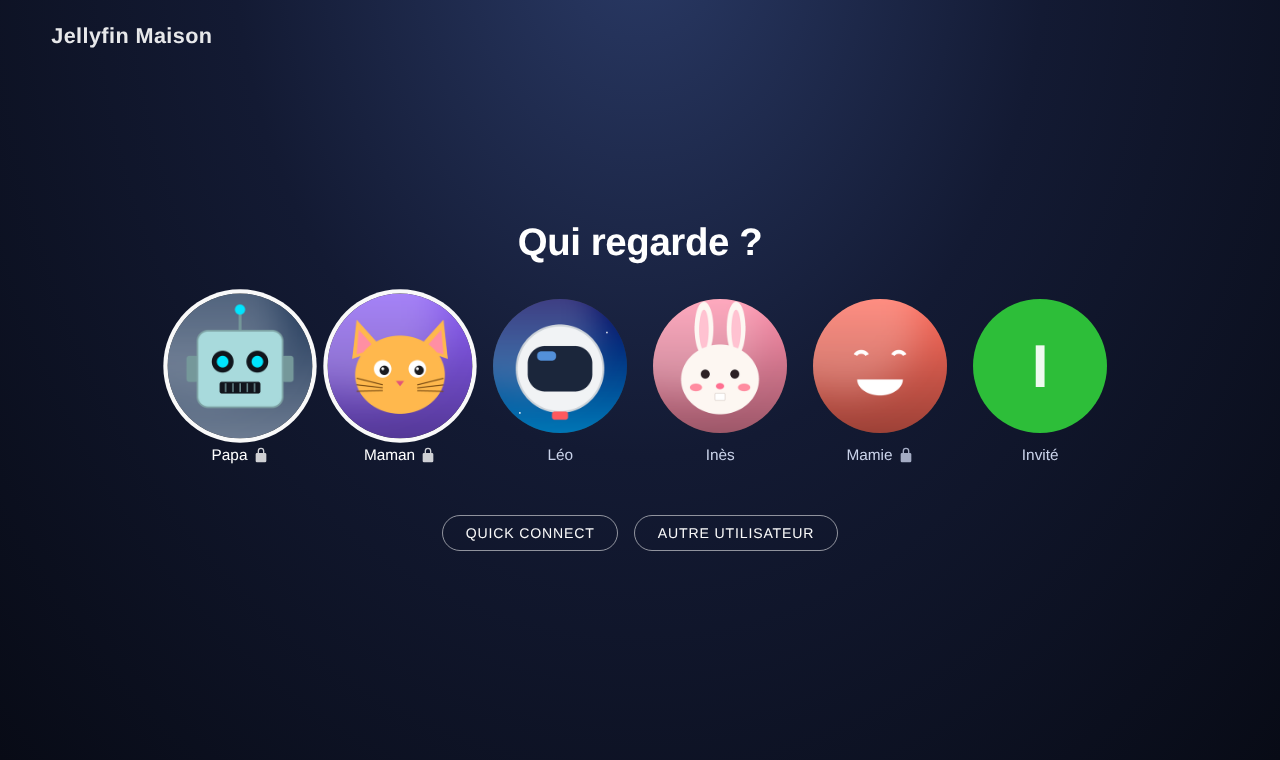 Jellyfin Maison
Qui regarde ?
Papa
Maman
Léo
Inès
Mamie
I
Invité
QUICK CONNECT
AUTRE UTILISATEUR